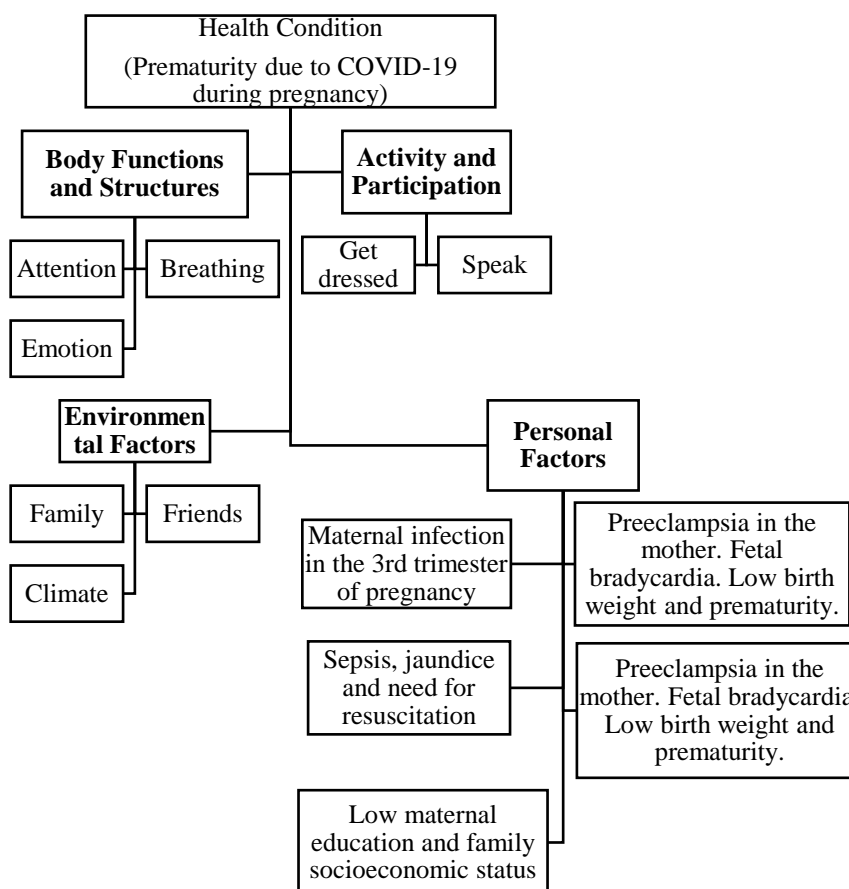 Health Condition
(Prematurity due to COVID-19
during pregnancy)
Body Functions
and Structures
Activity and
Participation
Attention
Breathing
Get
dressed
Speak
Emotion
Environmen
tal Factors
Personal
Factors
Family
Friends
Climate
Maternal infection
in the 3rd trimester
of pregnancy
Preeclampsia in the
mother. Fetal
bradycardia. Low birth
weight and prematurity.
Sepsis, jaundice
and need for
resuscitation
Preeclampsia in the
mother. Fetal bradycardia
Low birth weight and
prematurity.
Low maternal
education and family
socioeconomic status